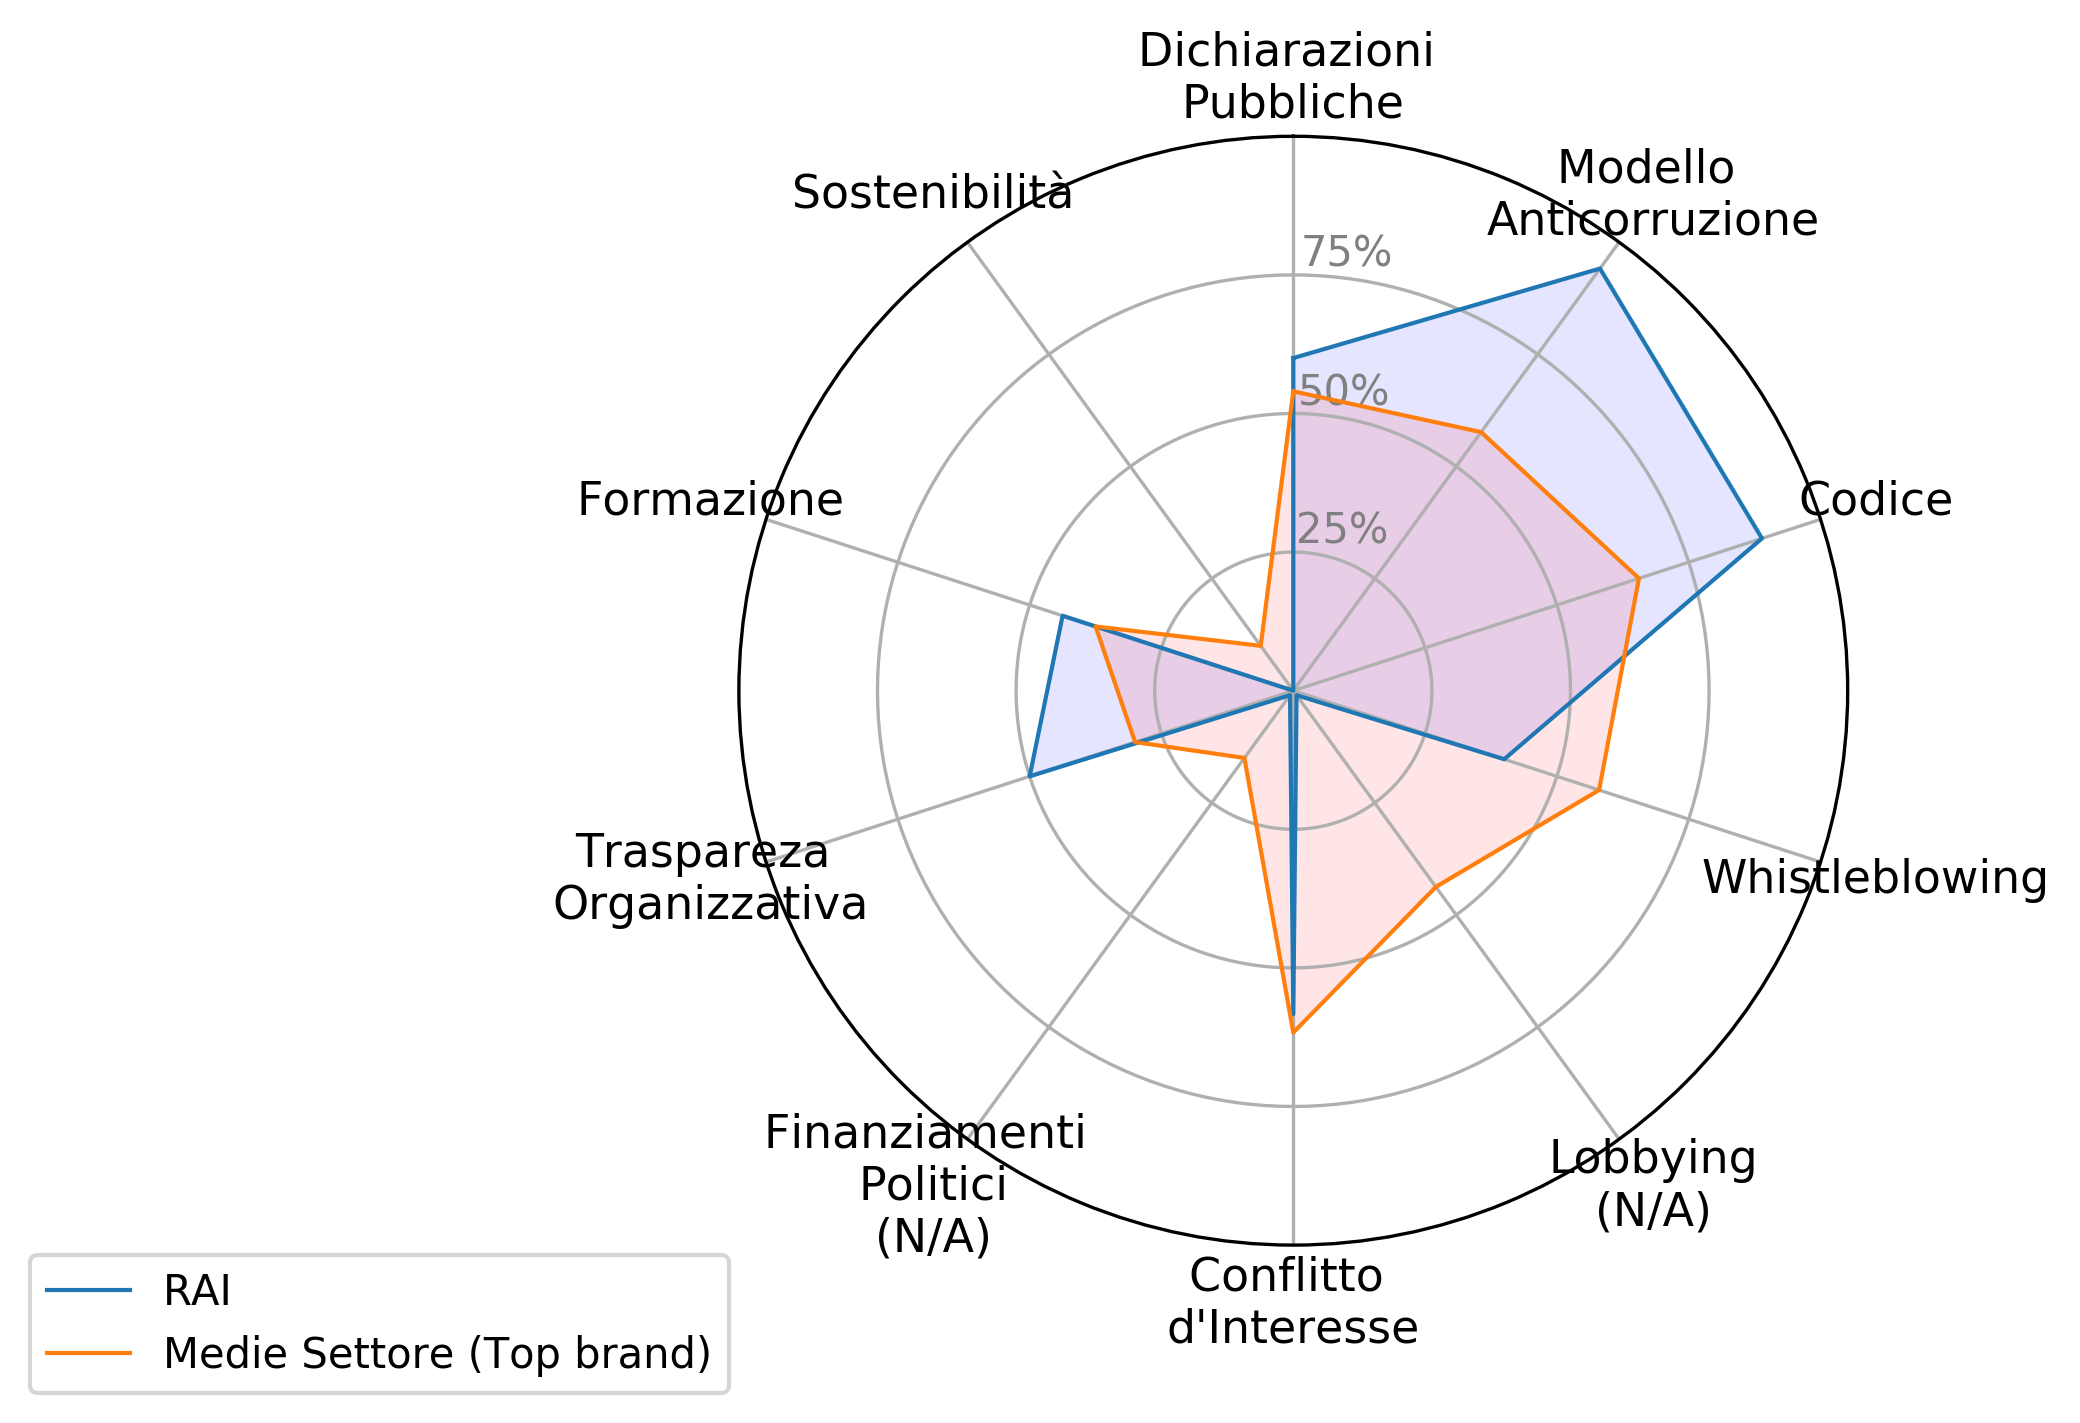 Dichiarazioni
Pubbliche
Modello
Anticorruzione
Sostenibilità
75%
50%
25%
Codice
Formazione
Traspareza
Organizzativa
Whistleblowing
Finanziamenti
Politici
(N/A)
Lobbying
(N/A)
Conflitto
d'Interesse
RAI
Medie Settore (Top brand)